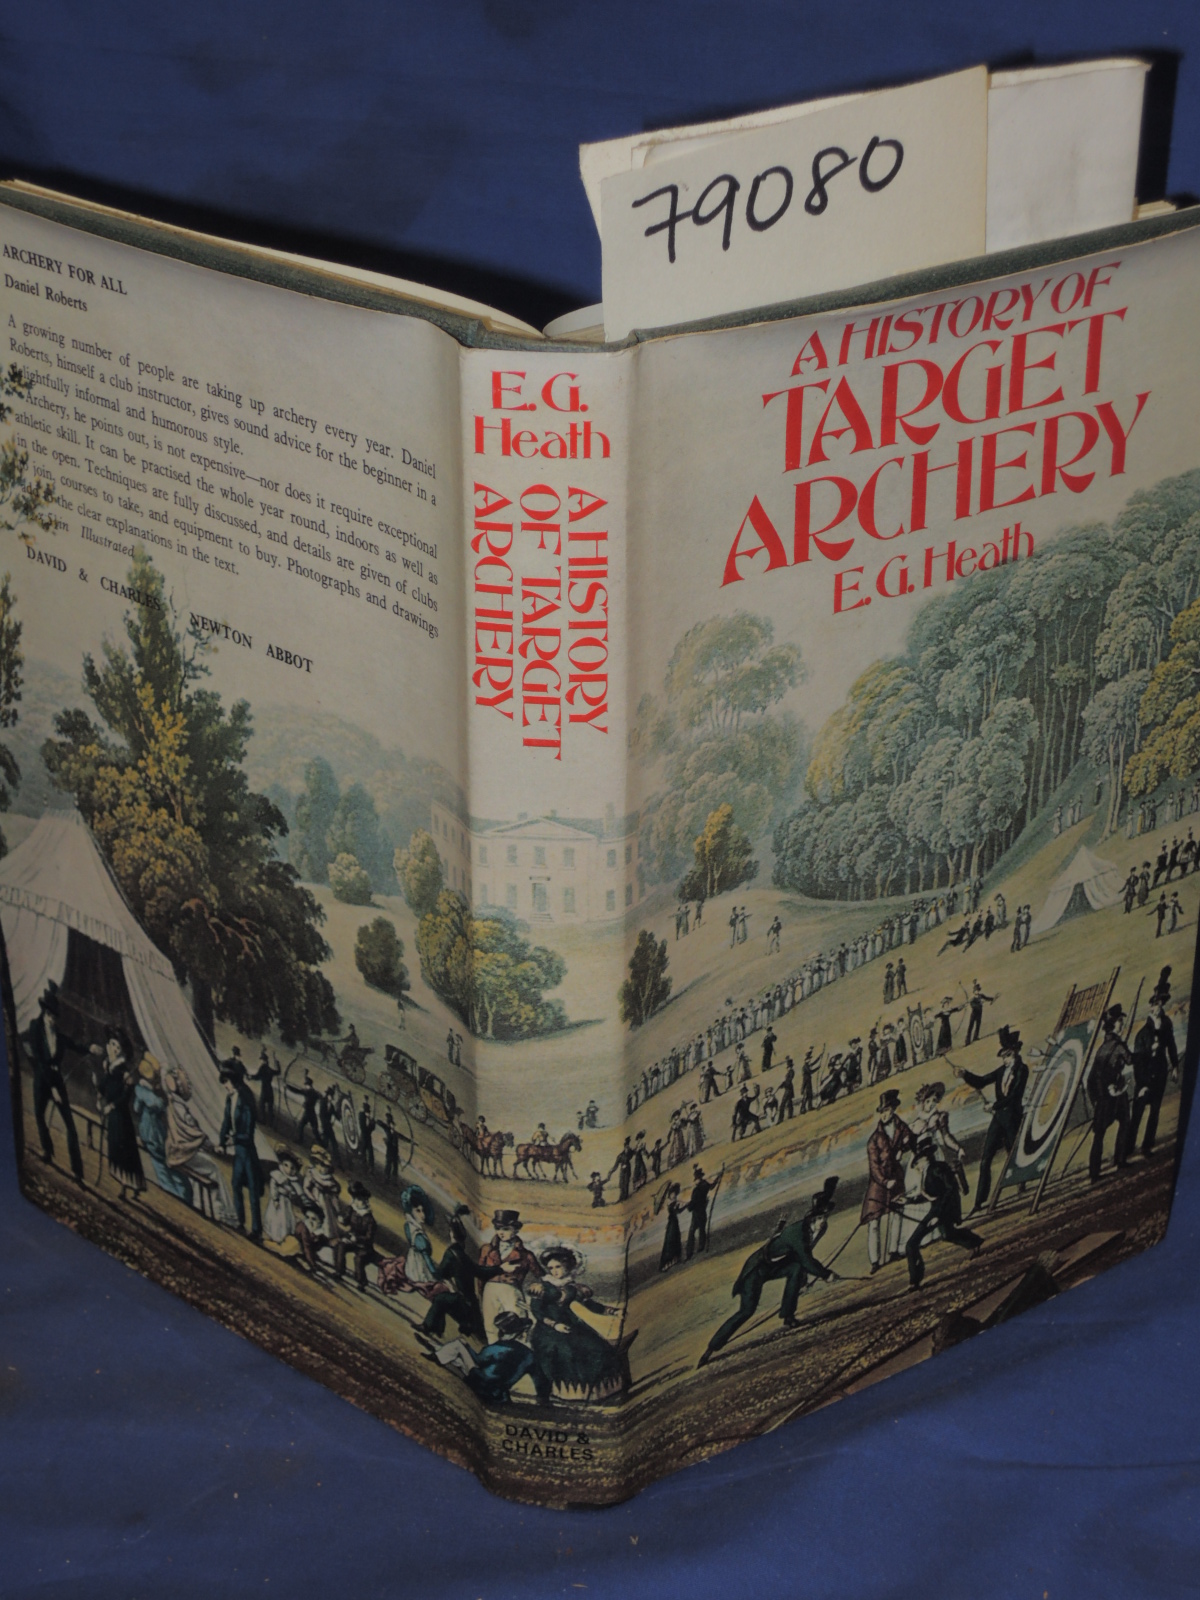 79080
ARCHERY FOR ALL
Daniel Roberts
A growing number of people are taking up archery every year. Daniel
Roberts, himself a club instructor, gives sound advice for the beginner in a
delightfully informal and humorous style.
Archery, he points out, is not expensive—nor does it require exceptional
athletic skill. It can be practised the whole year round, indoors as well as
in the open. Techniques are fully discussed, and details are given of clubs
join, courses to take, and equipment to buy. Photographs and drawings
the clear explanations in the text.
Illustrated
DAVID & CHARLES NEWTON ABBOT
E.G.
Heath
A HISTORY
OF TARGET
ARCHERY
DAVID &
CHARLES
A HISTORY OF
TARGET
ARCHERY
E.G. Heath